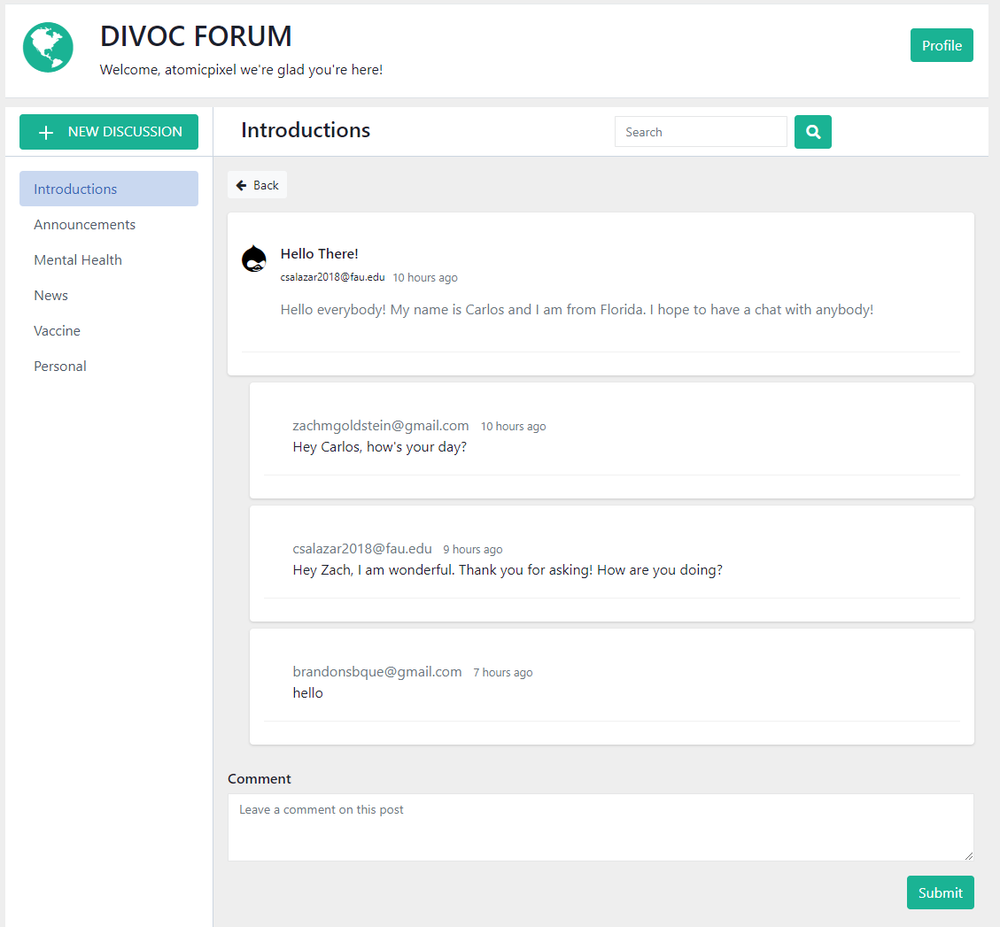 DIVOC FORUM
Welcome, atomicpixel we're glad you're here!
Profile
NEW DISCUSSION
Introductions
Search
Introductions
Announcements
Mental Health
News
Vaccine
Personal
Back
Hello There!
csalazar2018@fau.edu 10 hours ago
Hello everybody! My name is Carlos and I am from Florida. I hope to have a chat with anybody!
zachmgoldstein@gmail.com 10 hours ago
Hey Carlos, how's your day?
csalazar2018@fau.edu 9 hours ago
Hey Zach, I am wonderful. Thank you for asking! How are you doing?
brandonsbque@gmail.com 7 hours ago
hello
Comment
Leave a comment on this post
Submit